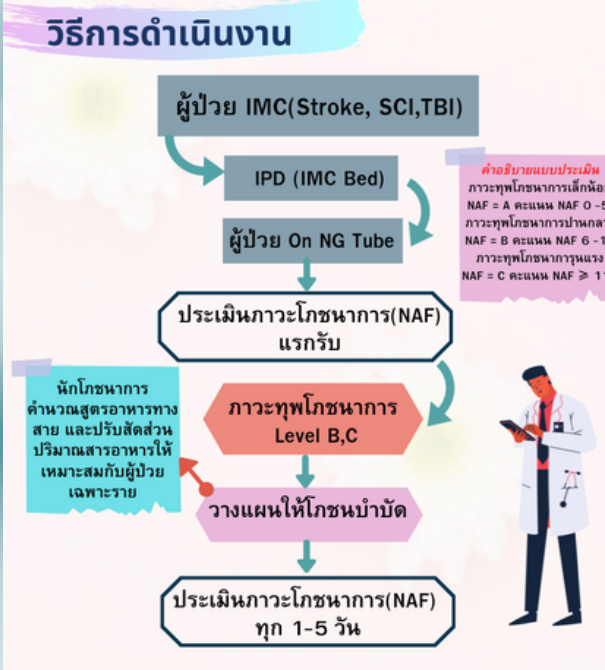 วิธีการดำเนินงาน
ผู้ป่วย IMC(Stroke, SCI,TBI)
IPD (IMC Bed)
ผู้ป่วย On NG Tube
คำอธิบายแบบประเมิน
ภาวะทุพโภชนาการเล็กน้อย
NAF = A คะแนน NAF 0 -5
ภาวะทุพโภชนาการปานกลา
NAF = B คะแนน NAF 6 -1
ภาวะทุพโภชนาการุนแรง
NAF = C คะแนน NAF ≥ 1
ประเมินภาวะโภชนาการ(NAF)
แรกรับ
นักโภชนาการ
คำนวณสูตรอาหารทาง
สาย และปรับสัดส่วน
ปริมาณสารอาหารให้
เหมาะสมกับผู้ป่วย
เฉพาะราย
ภาวะทุพโภชนาการ
Level B,C
วางแผนให้โภชนบำบัด
ประเมินภาวะโภชนาการ(NAF)
ทุก 1-5 วัน